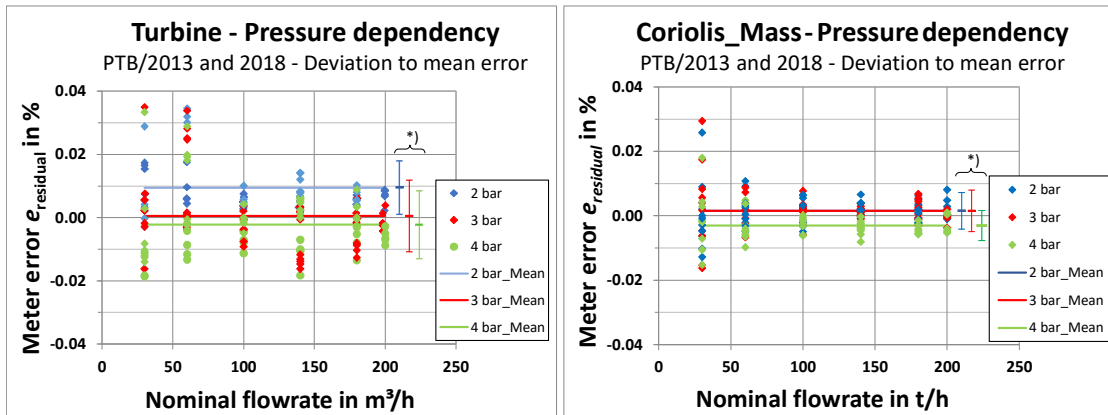 Turbine - Pressure dependency
PTB/2013 and 2018 - Deviation to mean error
Meter error e_residual in %
0.04
0.02
0.00
-0.02
-0.04
0 50 100 150 200 250
Nominal flowrate in m³/h
*)
2 bar
3 bar
4 bar
2 bar_Mean
3 bar_Mean
4 bar_Mean
Coriolis_Mass - Pressure dependency
PTB/2013 and 2018 - Deviation to mean error
Meter error e_residual in %
0.04
0.02
0.00
-0.02
-0.04
0 50 100 150 200 250
Nominal flowrate in t/h
*)
2 bar
3 bar
4 bar
2 bar_Mean
3 bar_Mean
4 bar_Mean